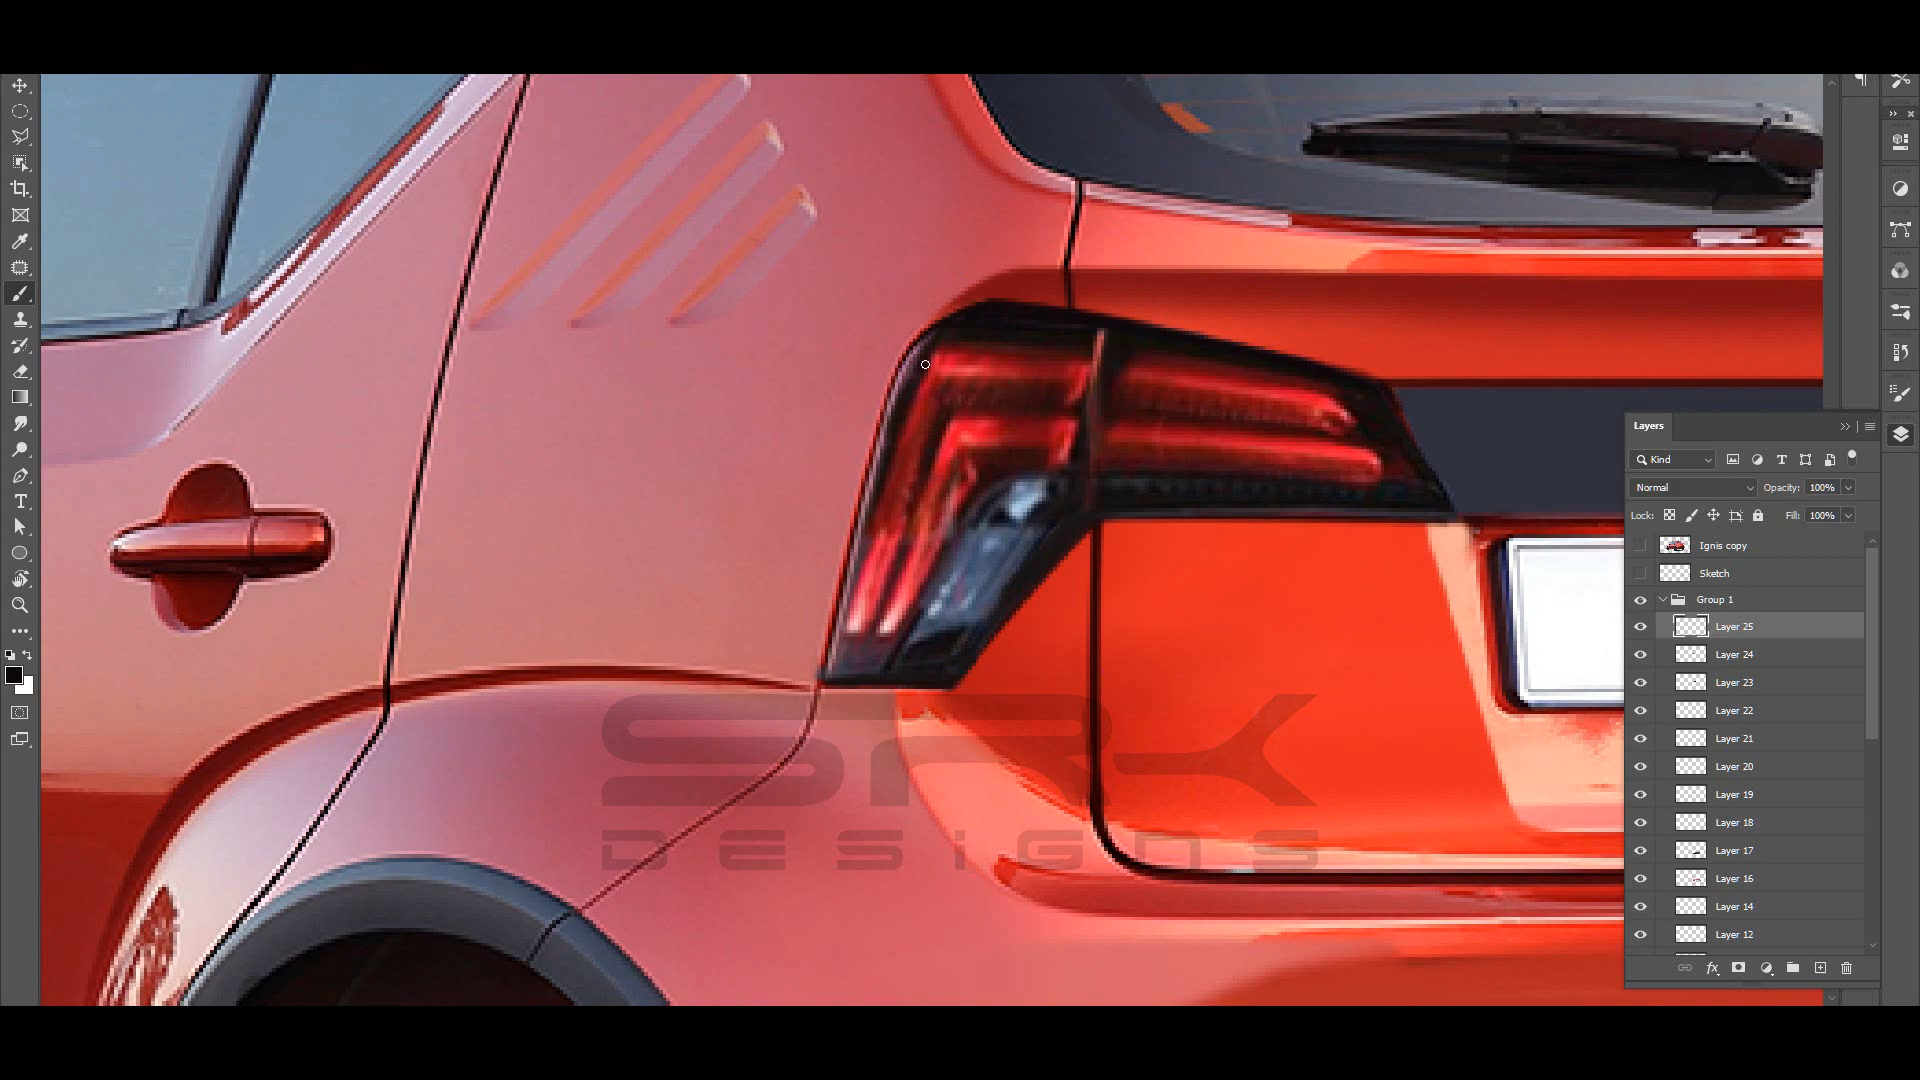 Layers
Kind
Normal Opacity: 100%
Lock: Fill: 100%
Ignis copy
Sketch
Group 1
Layer 25
Layer 24
Layer 23
Layer 22
Layer 21
Layer 20
Layer 19
Layer 18
Layer 17
Layer 16
Layer 14
Layer 12
SRK
DESIGNS